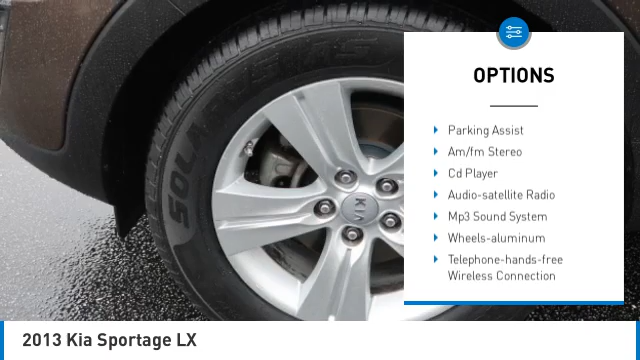 OPTIONS
Parking Assist
Am/fm Stereo
Cd Player
Audio-satellite Radio
Mp3 Sound System
Wheels-aluminum
Telephone-hands-free
Wireless Connection
KIA
2013 Kia Sportage LX